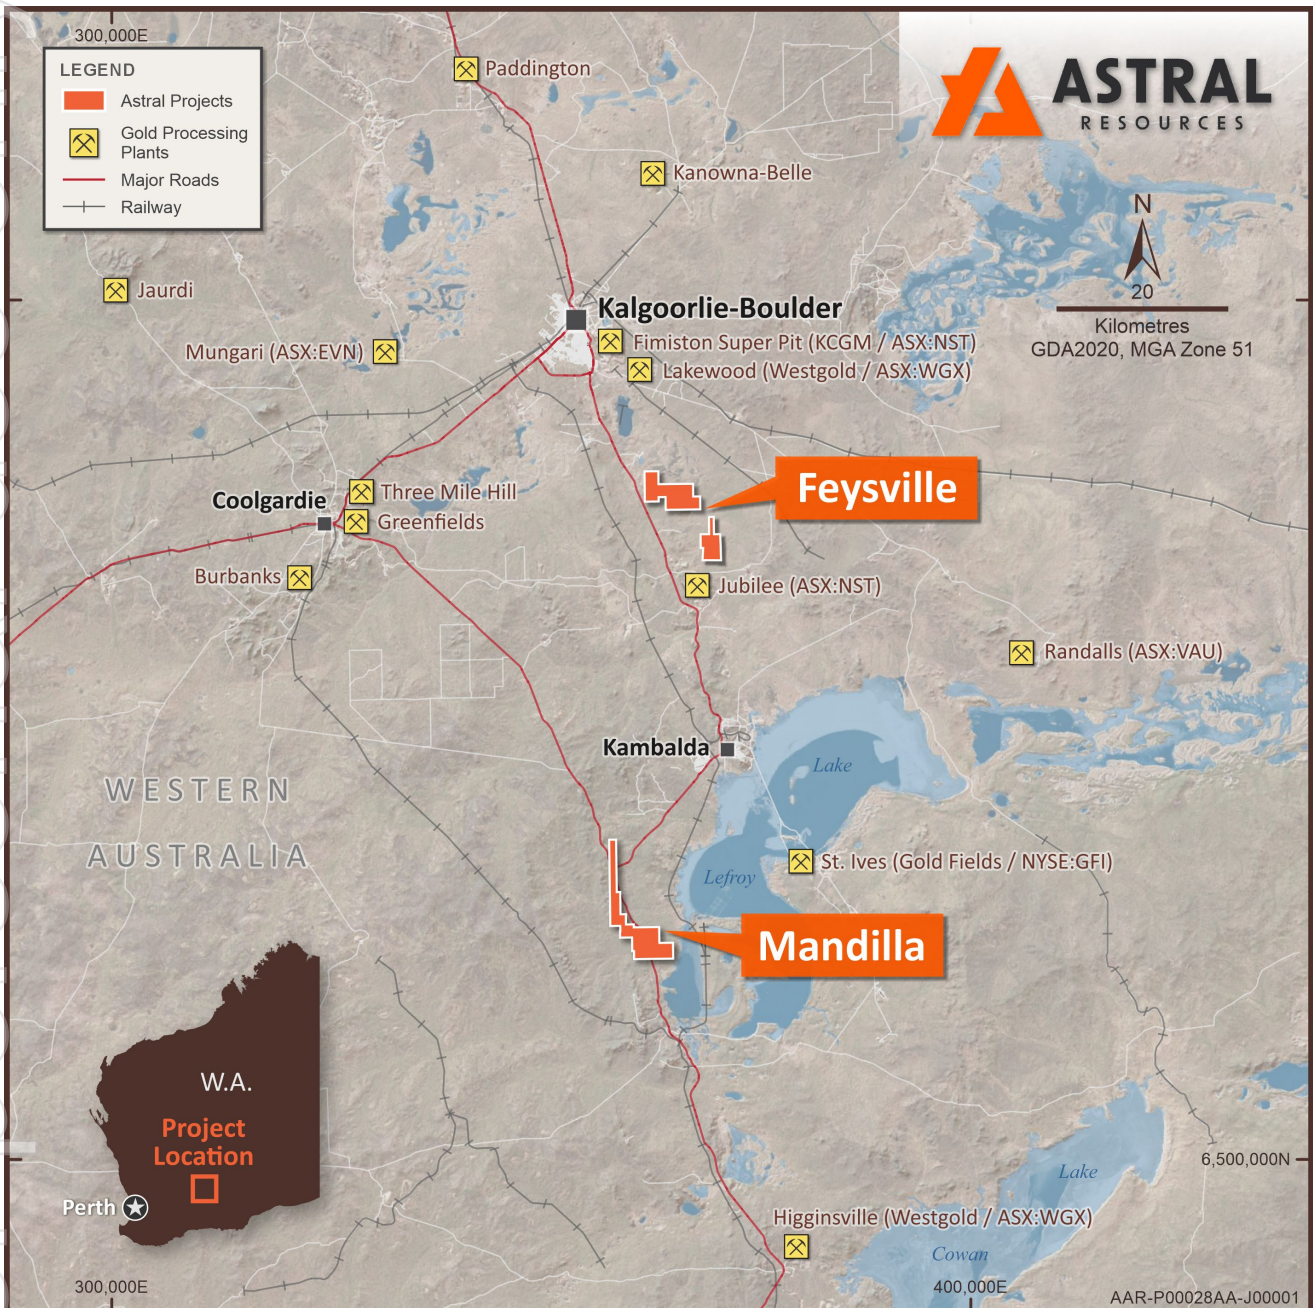 300,000E
LEGEND
Astral Projects
Gold Processing
Plants
Major Roads
Railway
ASTRAL
RESOURCES
Paddington
Kanowna-Belle
N
20
Kilometres
GDA2020, MGA Zone 51
Jaurdi
Kalgoorlie-Boulder
Mungari (ASX:EVN)
Fimiston Super Pit (KCGM / ASX:NST)
Lakewood (Westgold / ASX:WGX)
Feysville
Coolgardie
Three Mile Hill
Greenfields
Burbanks
Jubilee (ASX:NST)
Randalls (ASX:VAU)
Kambalda
Lake
WESTERN
AUSTRALIA
St. Ives (Gold Fields / NYSE:GFI)
Lefroy
Mandilla
W.A.
Project
Location
Perth
6,500,000N
Lake
Higginsville (Westgold / ASX:WGX)
Cowan
300,000E
400,000E
AAR-P00028AA-J00001